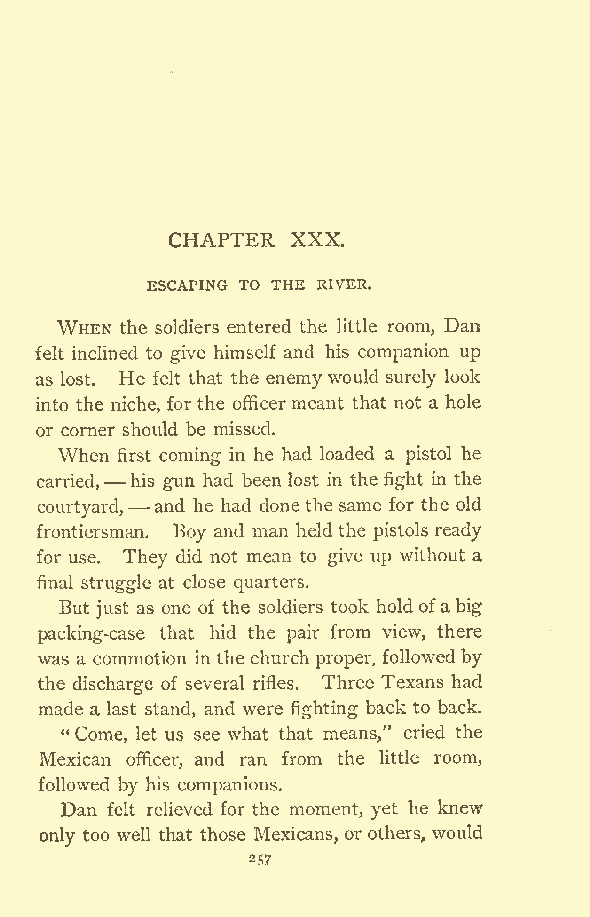 CHAPTER XXX.
ESCAPING TO THE RIVER.
WHEN the soldiers entered the little room, Dan
felt inclined to give himself and his companion up
as lost. He felt that the enemy would surely look
into the niche, for the officer meant that not a hole
or corner should be missed.
When first coming in he had loaded a pistol he
carried,—his gun had been lost in the fight in the
courtyard,—and he had done the same for the old
frontiersman. Boy and man held the pistols ready
for use. They did not mean to give up without a
final struggle at close quarters.
But just as one of the soldiers took hold of a big
packing-case that hid the pair from view, there
was a commotion in the church proper, followed by
the discharge of several rifles. Three Texans had
made a last stand, and were fighting back to back.
“Come, let us see what that means,” cried the
Mexican officer, and ran from the little room,
followed by his companions.
Dan felt relieved for the moment, yet he knew
only too well that those Mexicans, or others, would
257